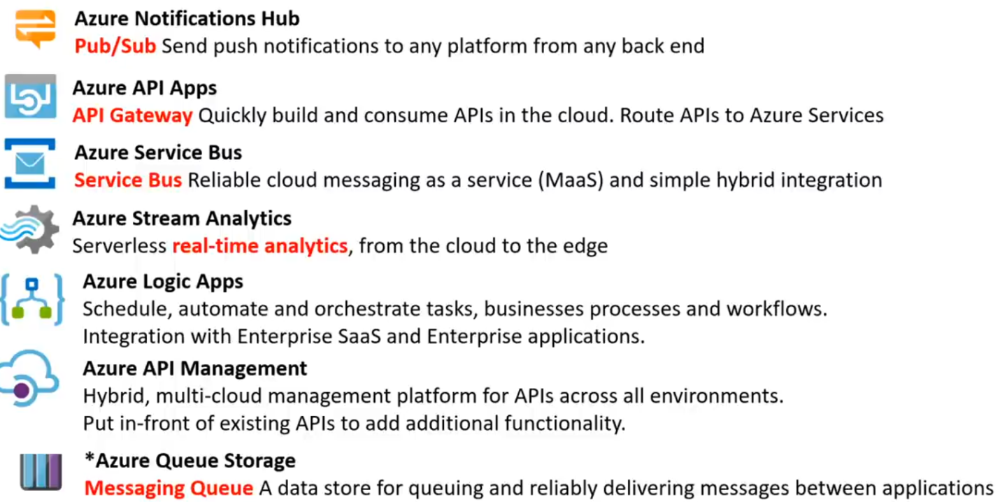 Azure Notifications Hub
Pub/Sub Send push notifications to any platform from any back end
Azure API Apps
API Gateway Quickly build and consume APIs in the cloud. Route APIs to Azure Services
Azure Service Bus
Service Bus Reliable cloud messaging as a service (MaaS) and simple hybrid integration
Azure Stream Analytics
Serverless real-time analytics, from the cloud to the edge
Azure Logic Apps
Schedule, automate and orchestrate tasks, businesses processes and workflows.
Integration with Enterprise SaaS and Enterprise applications.
Azure API Management
Hybrid, multi-cloud management platform for APIs across all environments.
Put in-front of existing APIs to add additional functionality.
*Azure Queue Storage
Messaging Queue A data store for queuing and reliably delivering messages between applications